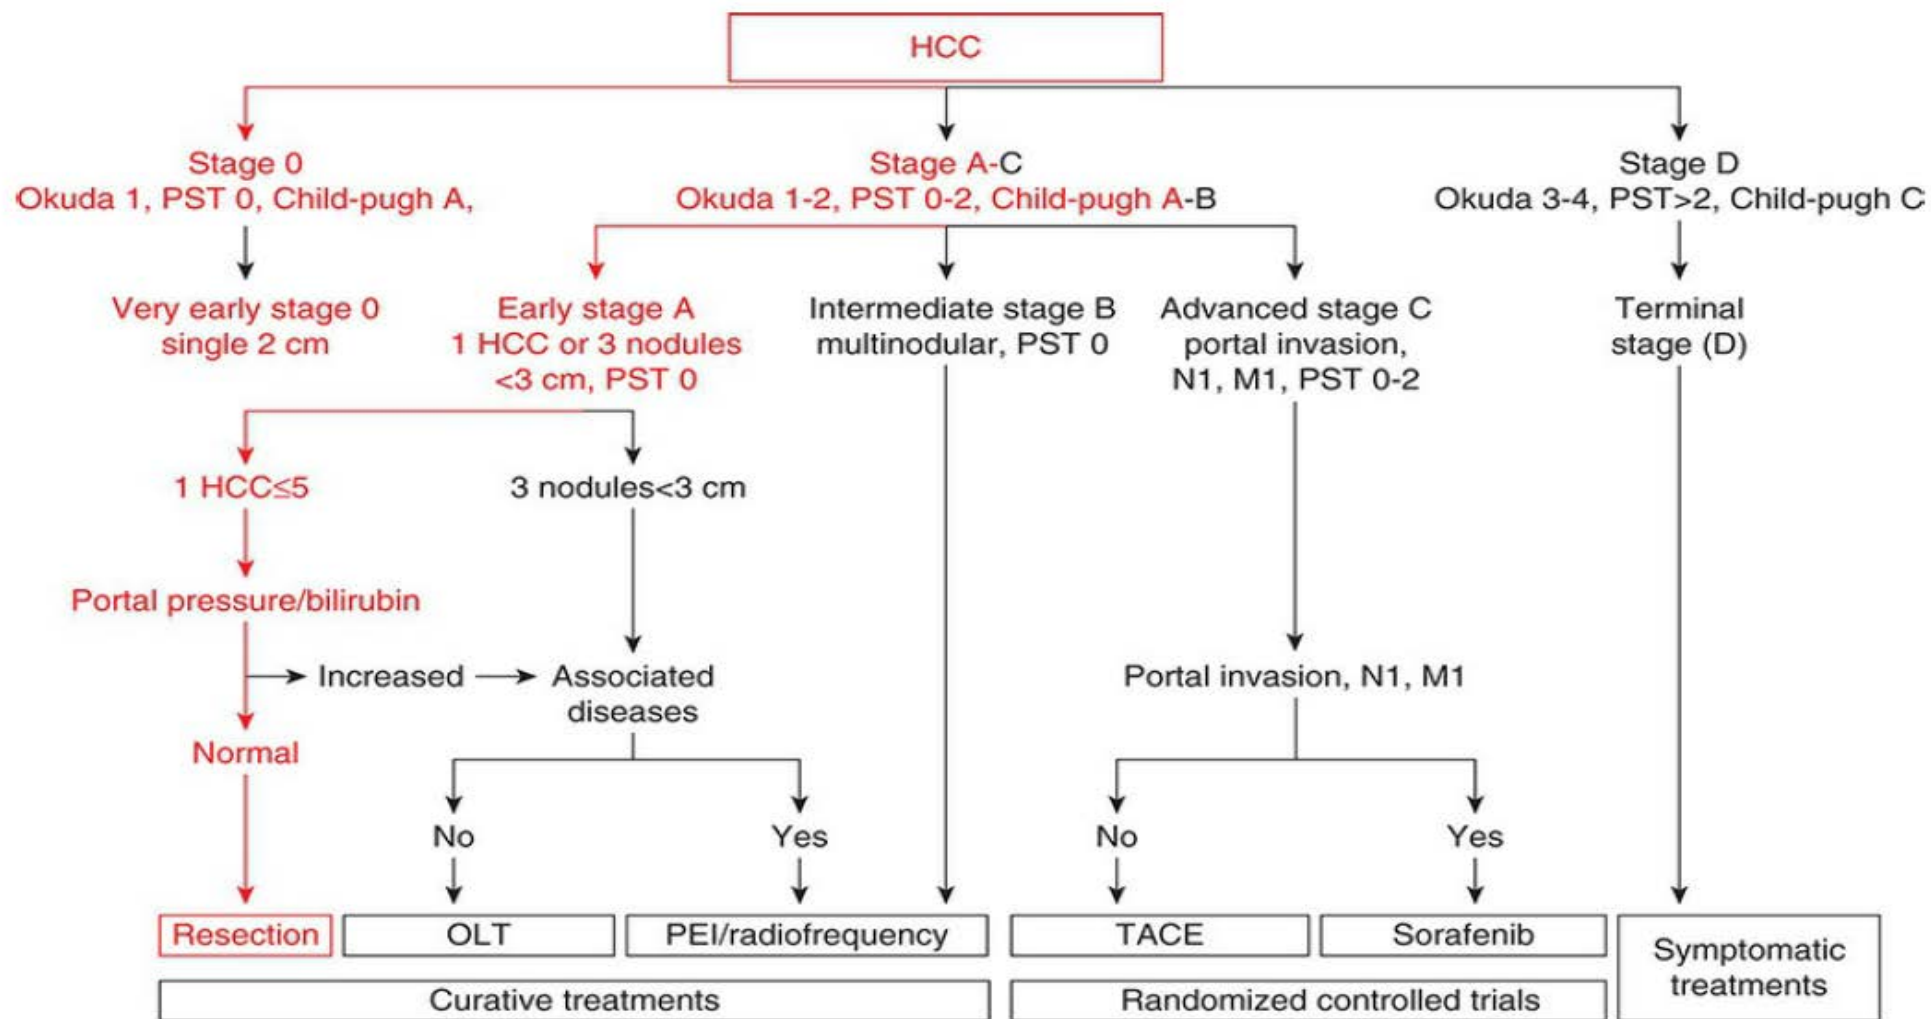 HCC
Stage 0
Okuda 1, PST 0, Child-pugh A,
Stage A-C
Okuda 1-2, PST 0-2, Child-pugh A-B
Stage D
Okuda 3-4, PST>2, Child-pugh C
Very early stage 0
single 2 cm
Early stage A
1 HCC or 3 nodules
<3 cm, PST 0
Intermediate stage B
multinodular, PST 0
Advanced stage C
portal invasion,
N1, M1, PST 0-2
Terminal
stage (D)
1 HCC≤5
3 nodules<3 cm
Portal pressure/bilirubin
Increased
Associated
diseases
Portal invasion, N1, M1
Normal
No
Yes
No
Yes
Resection
OLT
PEI/radiofrequency
TACE
Sorafenib
Symptomatic
treatments
Curative treatments
Randomized controlled trials